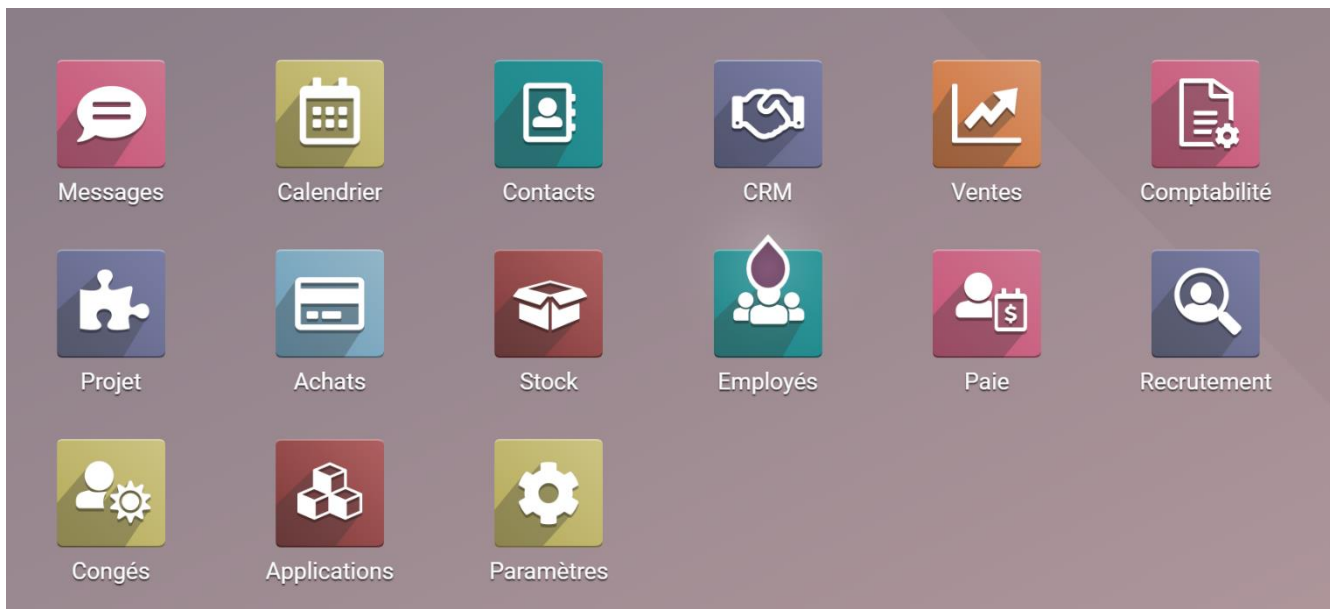 Messages
Calendrier
Contacts
CRM
Ventes
Comptabilité
Projet
Achats
Stock
Employés
$
Paie
Recrutement
Congés
Applications
Paramètres